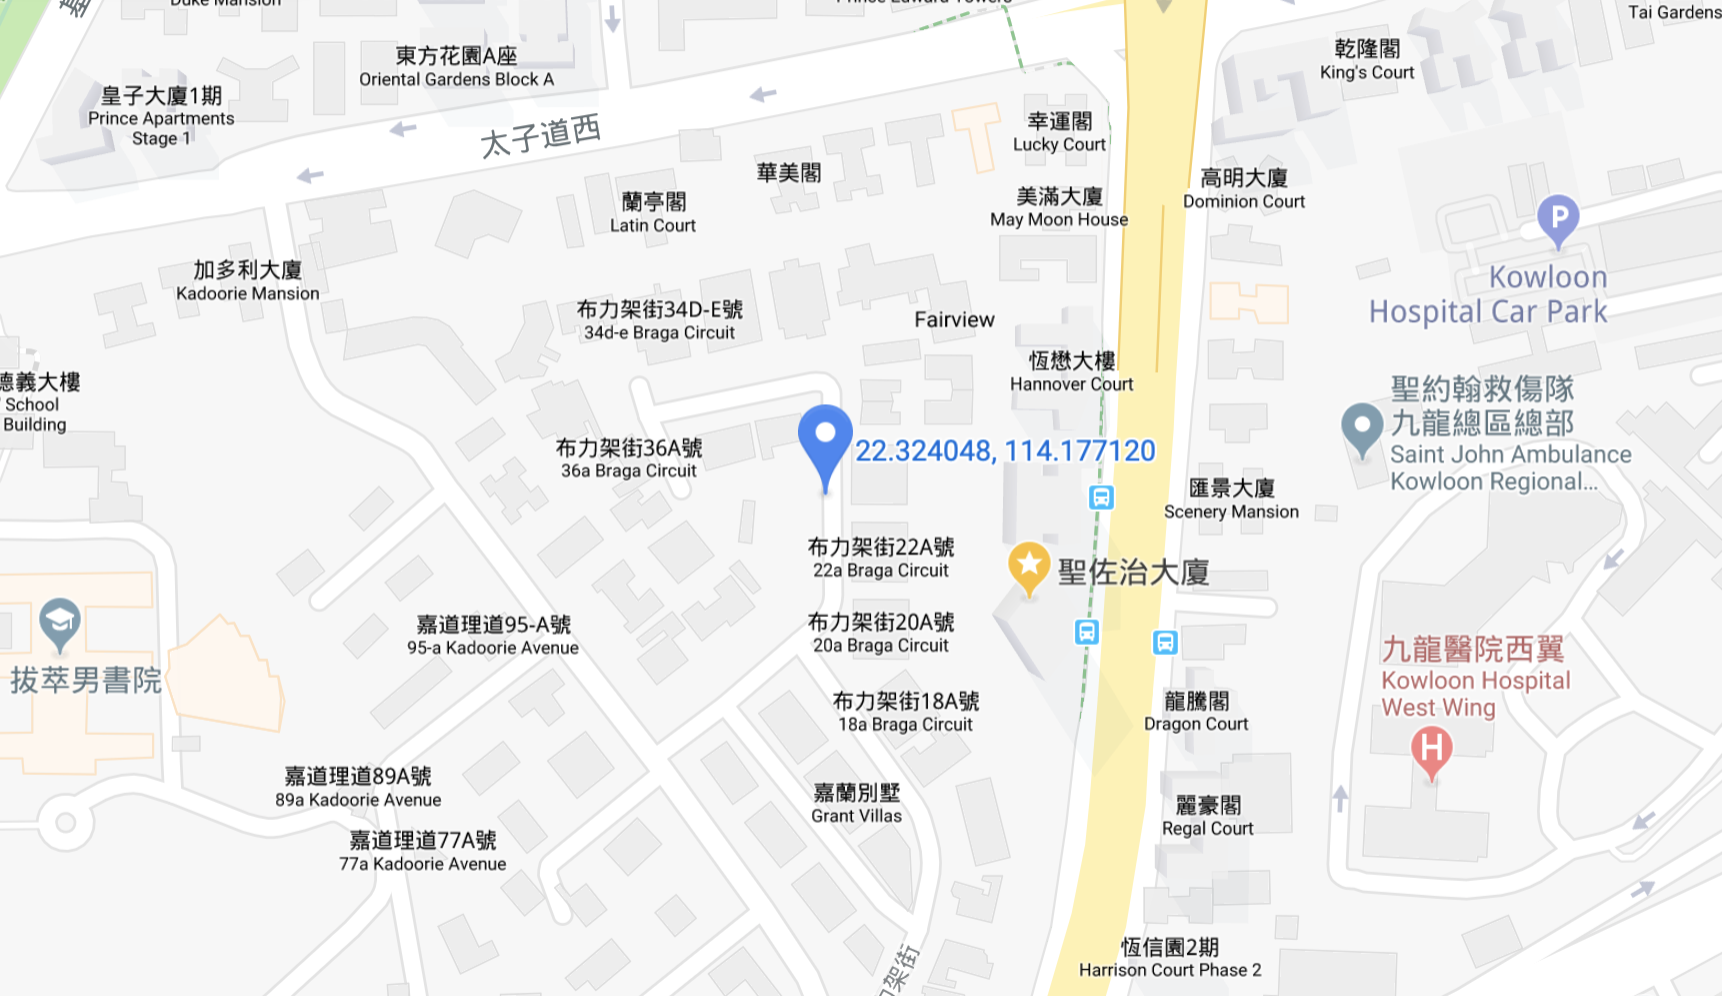 Duke Mansion
Prince Edward Towers
Tai Gardens
東方花園A座
Oriental Gardens Block A
乾隆閣
King's Court
皇子大廈1期
Prince Apartments
Stage 1
太子道西
幸運閣
Lucky Court
華美閣
蘭亭閣
Latin Court
美滿大廈
May Moon House
高明大廈
Dominion Court
P
Kowloon
Hospital Car Park
加多利大廈
Kadoorie Mansion
布力架街34D-E號
34d-e Braga Circuit
Fairview
恆懋大樓
Hannover Court
德義大樓
School
Building
聖約翰救傷隊
九龍總區總部
Saint John Ambulance
Kowloon Regional...
布力架街36A號
36a Braga Circuit
22.324048, 114.177120
匯景大廈
Scenery Mansion
布力架街22A號
22a Braga Circuit
聖佐治大廈
嘉道理道95-A號
95-a Kadoorie Avenue
布力架街20A號
20a Braga Circuit
拔萃男書院
九龍醫院西翼
Kowloon Hospital
West Wing
H
布力架街18A號
18a Braga Circuit
龍騰閣
Dragon Court
嘉道理道89A號
89a Kadoorie Avenue
嘉蘭別墅
Grant Villas
麗豪閣
Regal Court
嘉道理道77A號
77a Kadoorie Avenue
架街
恆信園2期
Harrison Court Phase 2